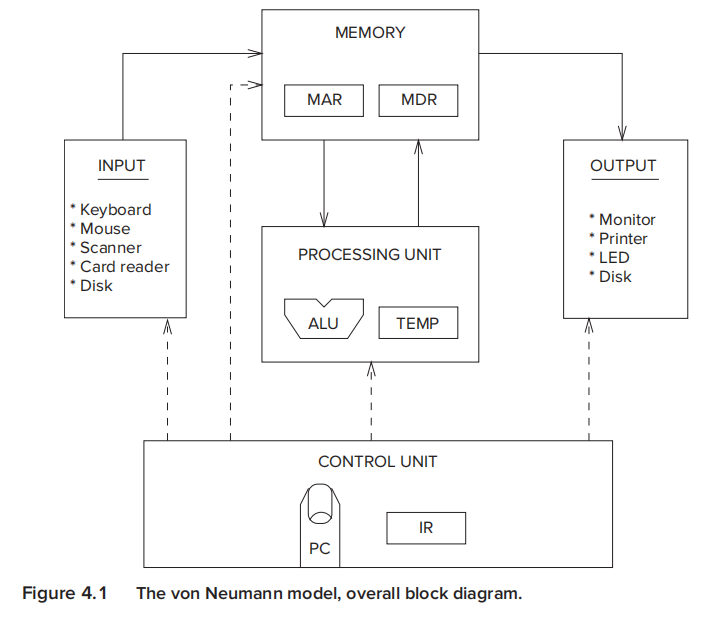 MEMORY
MAR
MDR
INPUT
* Keyboard
* Mouse
* Scanner
* Card reader
* Disk
OUTPUT
* Monitor
* Printer
* LED
* Disk
PROCESSING UNIT
ALU
TEMP
CONTROL UNIT
PC
IR
Figure 4.1 The von Neumann model, overall block diagram.